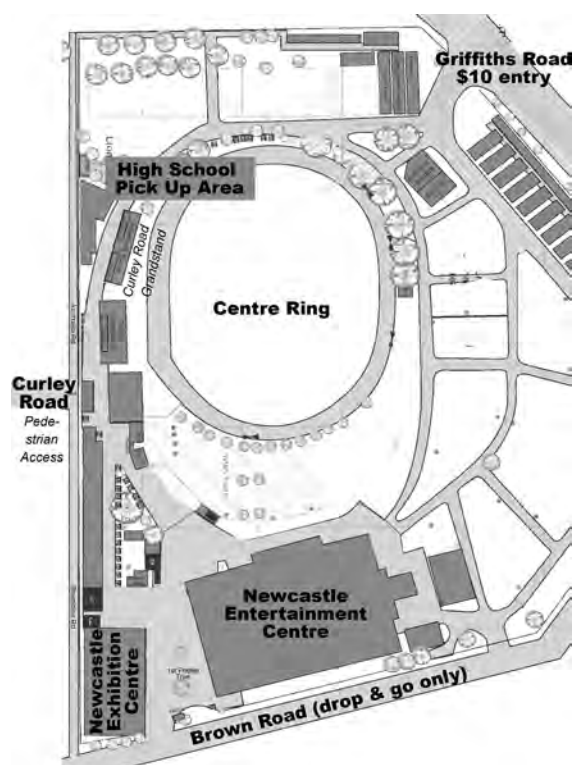 Griffiths Road
$10 entry
High School
Pick Up Area
Curley Road
Grandstand
Centre Ring
Curley
Road
Pede-
strian
Access
Newcastle
Entertainment
Centre
Newcastle
Exhibition
Centre
Brown Road (drop & go only)